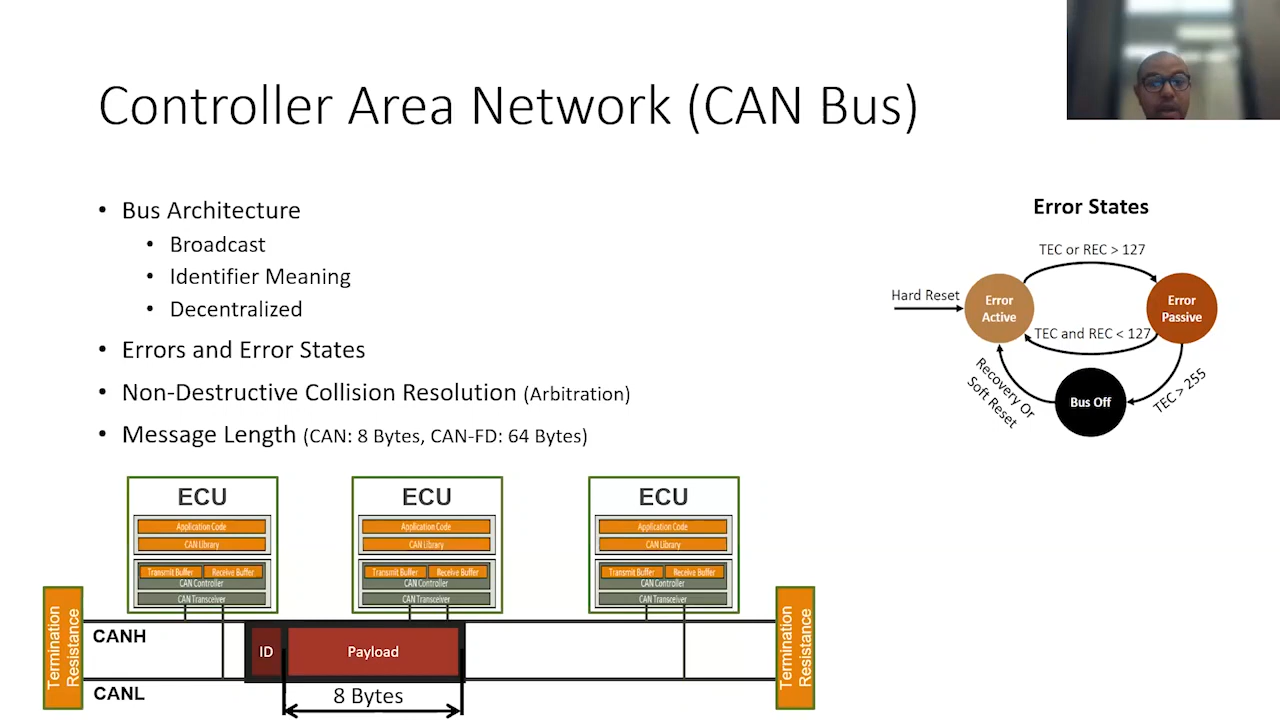 Controller Area Network (CAN Bus)
• Bus Architecture
• Broadcast
• Identifier Meaning
• Decentralized
• Errors and Error States
• Non-Destructive Collision Resolution (Arbitration)
• Message Length (CAN: 8 Bytes, CAN-FD: 64 Bytes)
Error States
TEC or REC > 127
Hard Reset
Error
Active
Error
Passive
TEC and REC < 127
Recovery Or
Soft Reset
Bus Off
TEC > 255
ECU
Application Code
CAN Library
Transmit Buffer
Receive Buffer
CAN Controller
CAN Transceiver
ECU
Application Code
CAN Library
Transmit Buffer
Receive Buffer
CAN Controller
CAN Transceiver
ECU
Application Code
CAN Library
Transmit Buffer
Receive Buffer
CAN Controller
CAN Transceiver
Termination
Resistance
CANH
CANL
ID
Payload
8 Bytes
Termination
Resistance